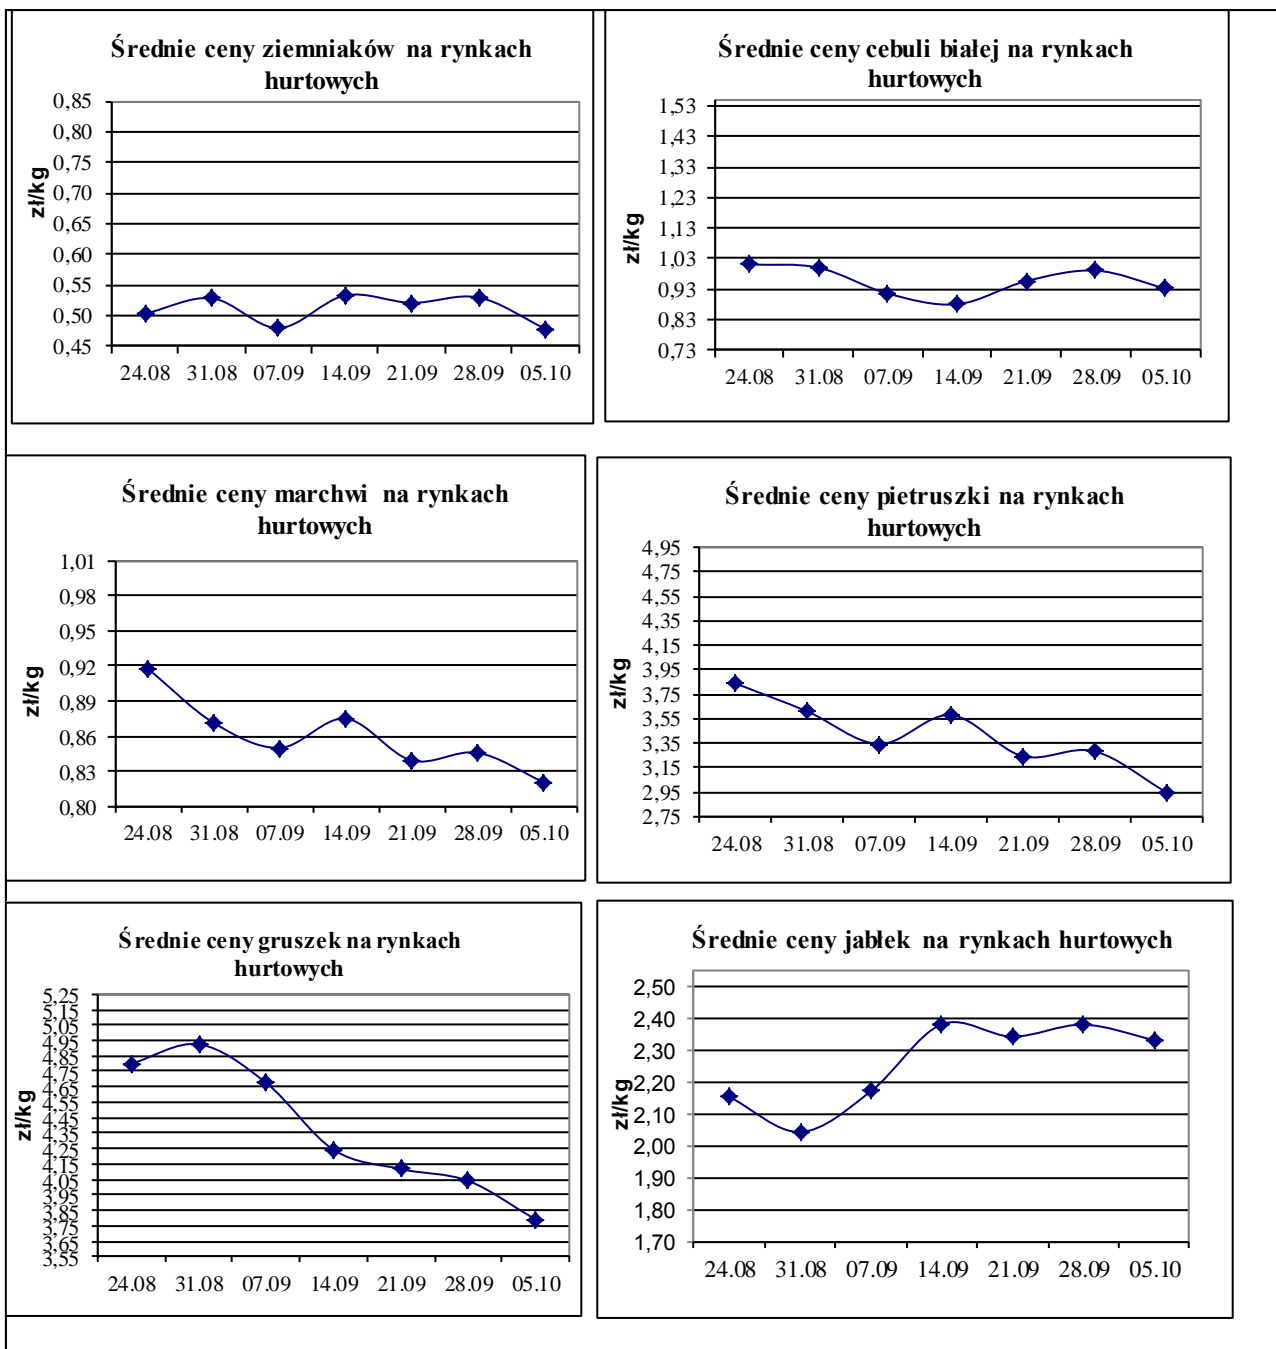 Średnie ceny ziemniaków na rynkach
hurtowych
zł/kg
0,85
0,80
0,75
0,70
0,65
0,60
0,55
0,50
0,45
24.08 31.08 07.09 14.09 21.09 28.09 05.10
Średnie ceny cebuli białej na rynkach
hurtowych
zł/kg
1,53
1,43
1,33
1,23
1,13
1,03
0,93
0,83
0,73
24.08 31.08 07.09 14.09 21.09 28.09 05.10
Średnie ceny marchwi na rynkach
hurtowych
zł/kg
1,01
0,98
0,95
0,92
0,89
0,86
0,83
0,80
24.08 31.08 07.09 14.09 21.09 28.09 05.10
Średnie ceny pietruszki na rynkach
hurtowych
zł/kg
4,95
4,75
4,55
4,35
4,15
3,95
3,75
3,55
3,35
3,15
2,95
2,75
24.08 31.08 07.09 14.09 21.09 28.09 05.10
Średnie ceny gruszek na rynkach
hurtowych
zł/kg
5,25
5,15
5,05
4,95
4,85
4,75
4,65
4,55
4,45
4,35
4,25
4,15
4,05
3,95
3,85
3,75
3,65
3,55
24.08 31.08 07.09 14.09 21.09 28.09 05.10
Średnie ceny jabłek na rynkach hurtowych
zł/kg
2,50
2,40
2,30
2,20
2,10
2,00
1,90
1,80
1,70
24.08 31.08 07.09 14.09 21.09 28.09 05.10